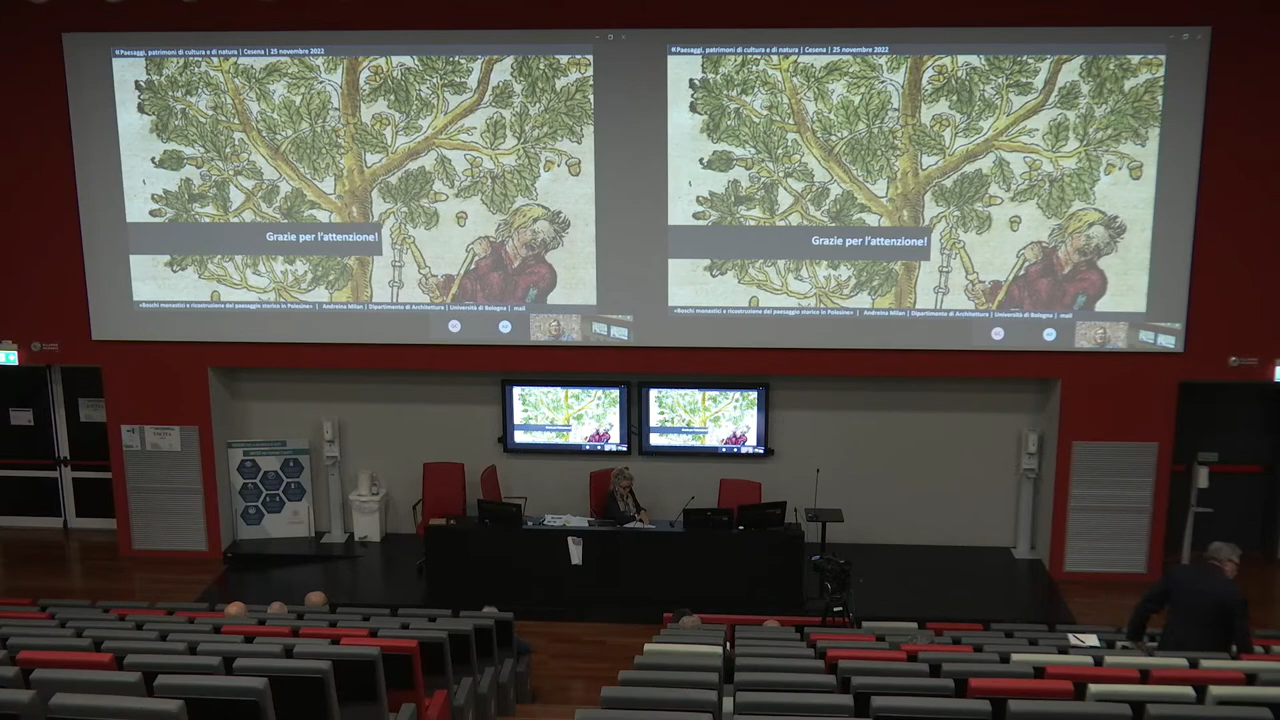 «Paesaggi, patrimoni di cultura e di natura | Cesena | 25 novembre 2022
Grazie per l'attenzione!
«Boschi monastici e ricostruzione del paesaggio storico in Polesine» | Andreina Milan | Dipartimento di Architettura | Università di Bologna | mail
«Paesaggi, patrimoni di cultura e di natura | Cesena | 25 novembre 2022
Grazie per l'attenzione!
«Boschi monastici e ricostruzione del paesaggio storico in Polesine» | Andreina Milan | Dipartimento di Architettura | Università di Bologna | mail